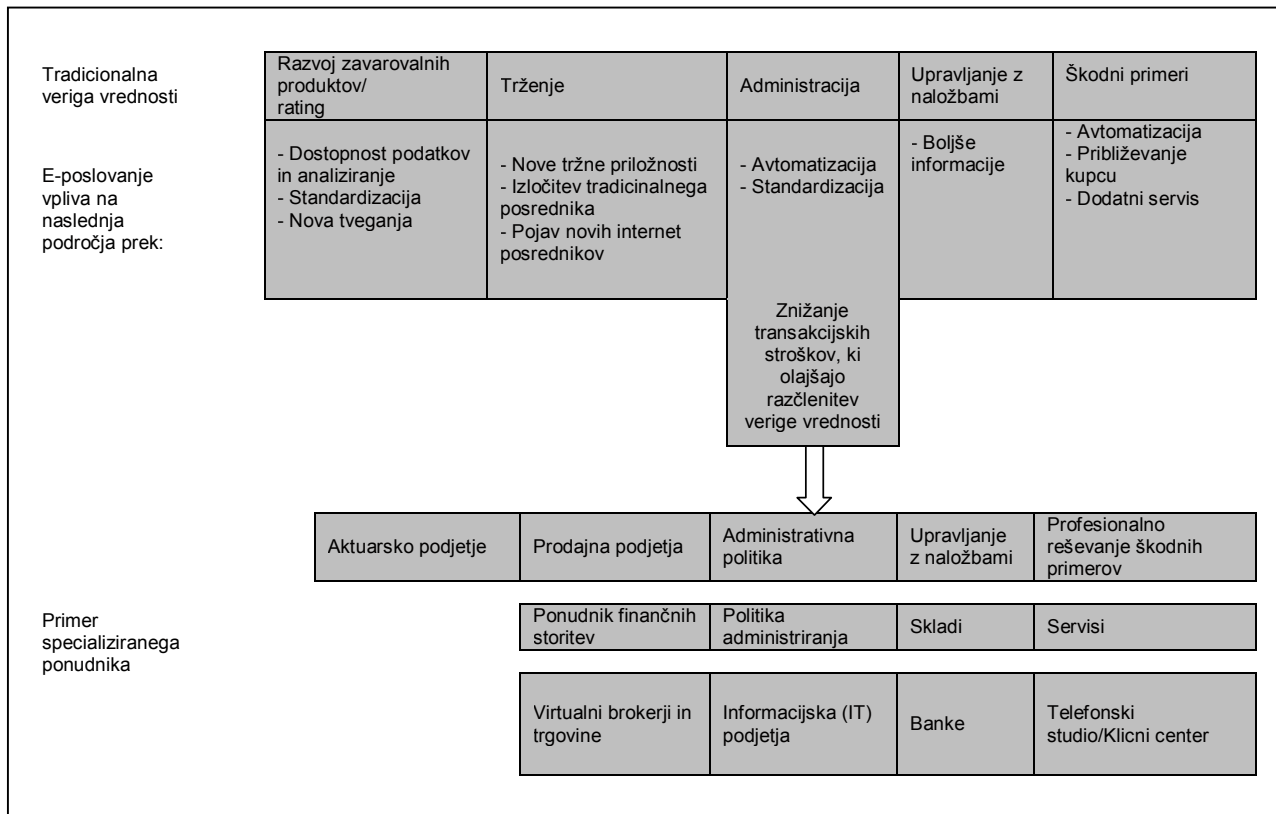 Tradicionalna
veriga vrednosti
Razvoj zavarovalnih
produktov/
rating
Trženje
Administracija
Upravljanje z
naložbami
Škodni primeri
E-poslovanje
vpliva na
naslednja
področja prek:
- Dostopnost podatkov
in analiziranje
- Standardizacija
- Nova tveganja
- Nove tržne priložnosti
- Izločitev tradicinalnega
posrednika
- Pojav novih internet
posrednikov
- Avtomatizacija
- Standardizacija
- Boljše
informacije
- Avtomatizacija
- Približevanje
kupcu
- Dodatni servis
Znižanje
transakcijskih
stroškov, ki
olajšajo
razčlenitev
verige vrednosti
Aktuarsko podjetje
Prodajna podjetja
Administrativna
politika
Upravljanje
z naložbami
Profesionalno
reševanje škodnih
primerov
Primer
specializiranega
ponudnika
Ponudnik finančnih
storitev
Politika
administriranja
Skladi
Servisi
Virtualni brokerji in
trgovine
Informacijska (IT)
podjetja
Banke
Telefonski
studio/Klicni center